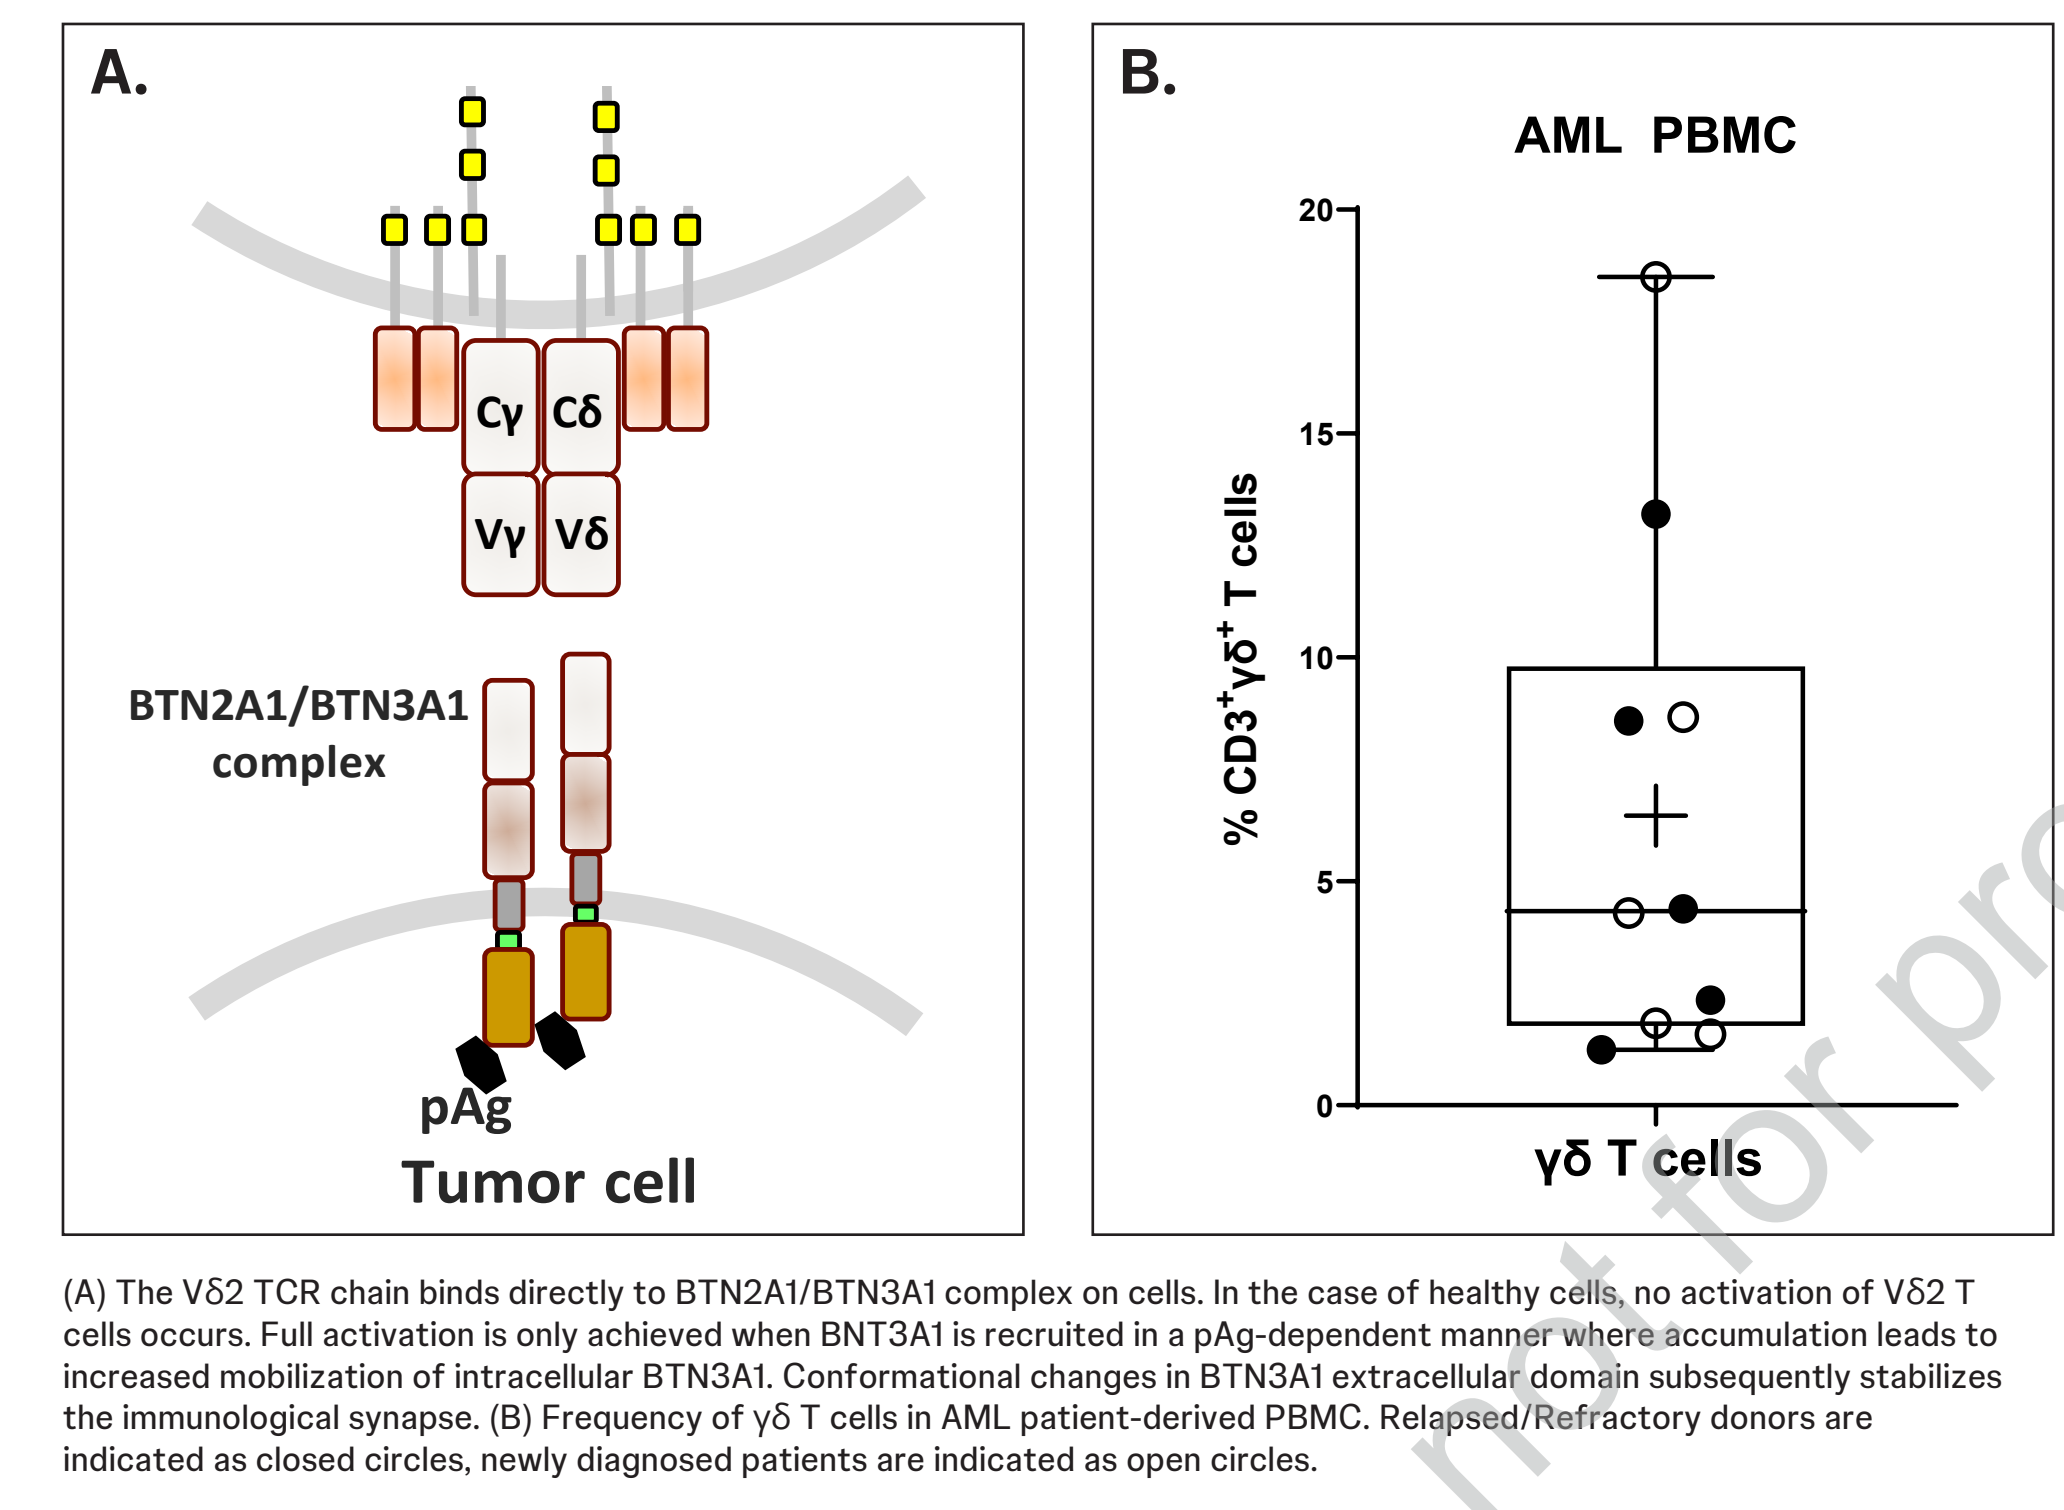 A.
Cγ Cδ
Vγ Vδ
BTN2A1/BTN3A1
complex
pAg
Tumor cell
B.
AML PBMC
% CD3⁺γδ⁺ T cells
20
15
10
5
0
γδ T cells
(A) The Vδ2 TCR chain binds directly to BTN2A1/BTN3A1 complex on cells. In the case of healthy cells, no activation of Vδ2 T
cells occurs. Full activation is only achieved when BNT3A1 is recruited in a pAg-dependent manner where accumulation leads to
increased mobilization of intracellular BTN3A1. Conformational changes in BTN3A1 extracellular domain subsequently stabilizes
the immunological synapse. (B) Frequency of γδ T cells in AML patient-derived PBMC. Relapsed/Refractory donors are
indicated as closed circles, newly diagnosed patients are indicated as open circles.
not for pro